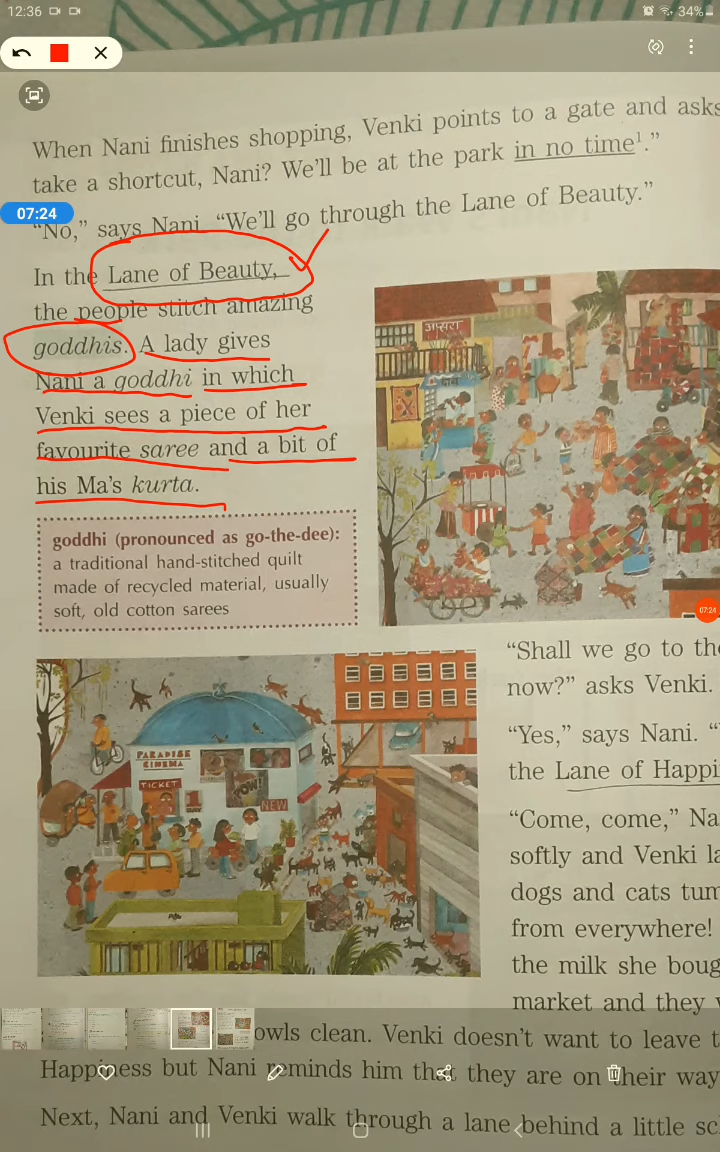 12:36
34%
When Nani finishes shopping, Venki points to a gate and asks
take a shortcut, Nani? We'll be at the park in no time¹."
07:24
"No," says Nani. "We'll go through the Lane of Beauty."
In the Lane of Beauty,
the people stitch amazing
goddhis. A lady gives
Nani a goddhi in which
Venki sees a piece of her
favourite saree and a bit of
his Ma's kurta.
goddhi (pronounced as go-the-dee):
a traditional hand-stitched quilt
made of recycled material, usually
soft, old cotton sarees
अप्सरा
07:24
PARADISE
CINEMA
TICKET
POW!
NEW
"Shall we go to th
now?" asks Venki.
"Yes," says Nani. "
the Lane of Happi
"Come, come," Na
softly and Venki la
dogs and cats tum
from everywhere!
the milk she boug
market and they
owls clean. Venki doesn't want to leave t
Happiness but Nani reminds him that they are on their way
Next, Nani and Venki walk through a lane behind a little sc